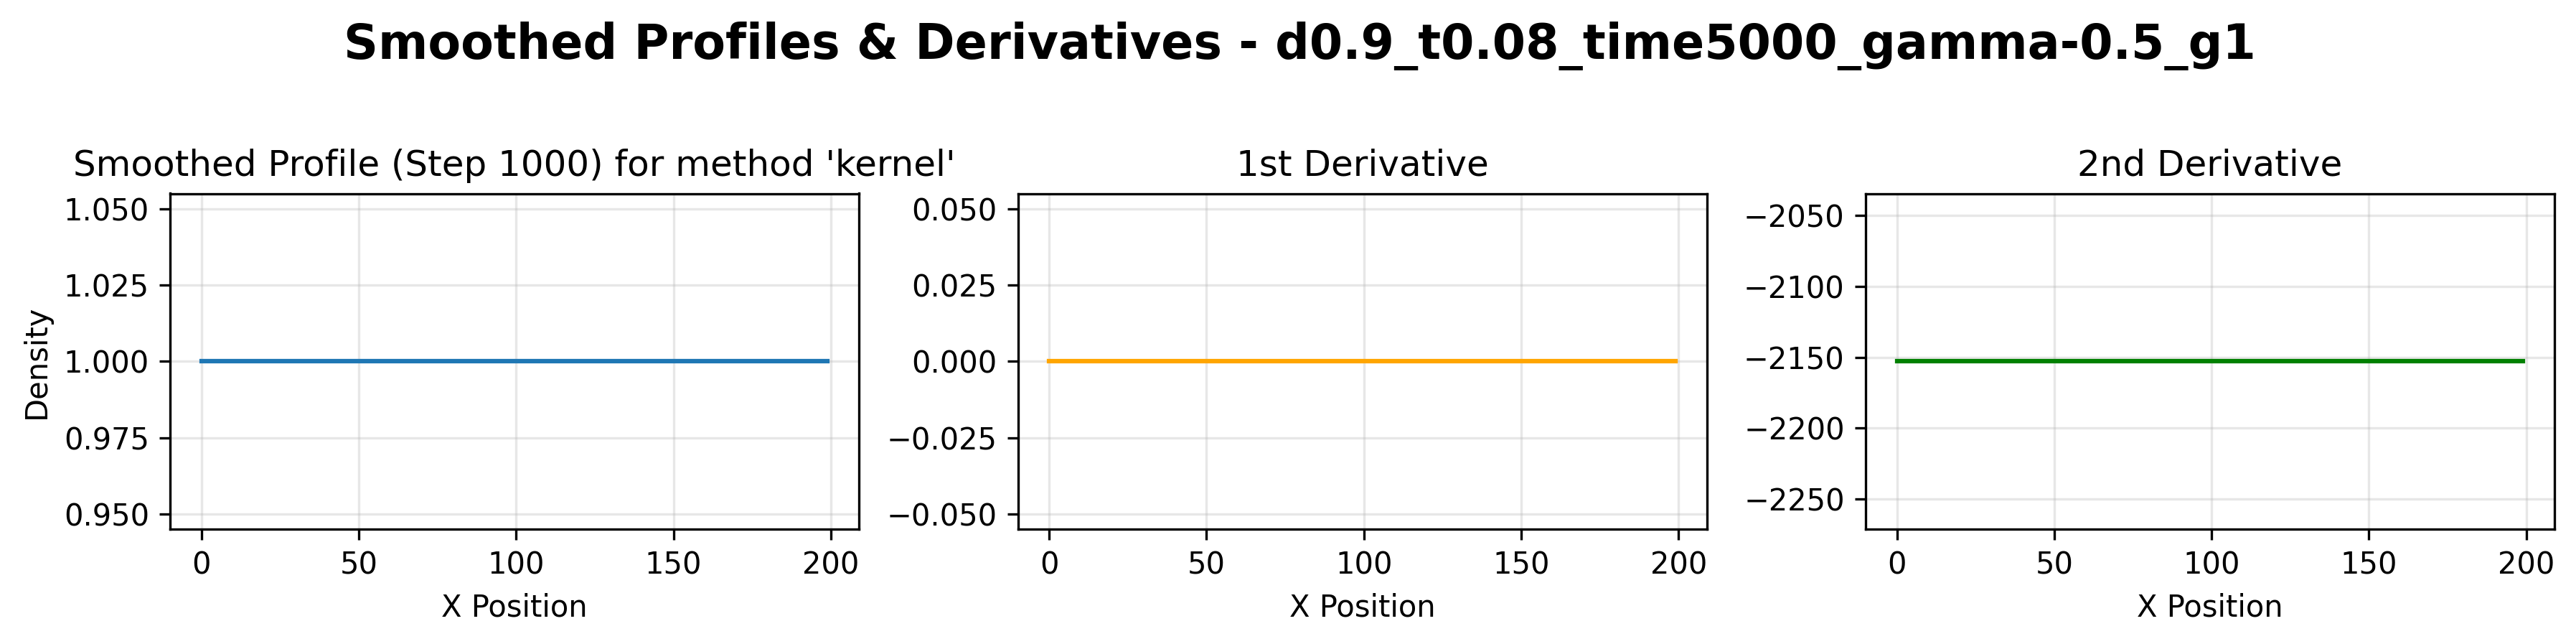 Smoothed Profiles & Derivatives - d0.9_t0.08_time5000_gamma-0.5_g1
Smoothed Profile (Step 1000) for method 'kernel'
1.050
1.025
1.000
0.975
0.950
Density
0 50 100 150 200
X Position
1st Derivative
0.050
0.025
0.000
−0.025
−0.050
0 50 100 150 200
X Position
2nd Derivative
−2050
−2100
−2150
−2200
−2250
0 50 100 150 200
X Position